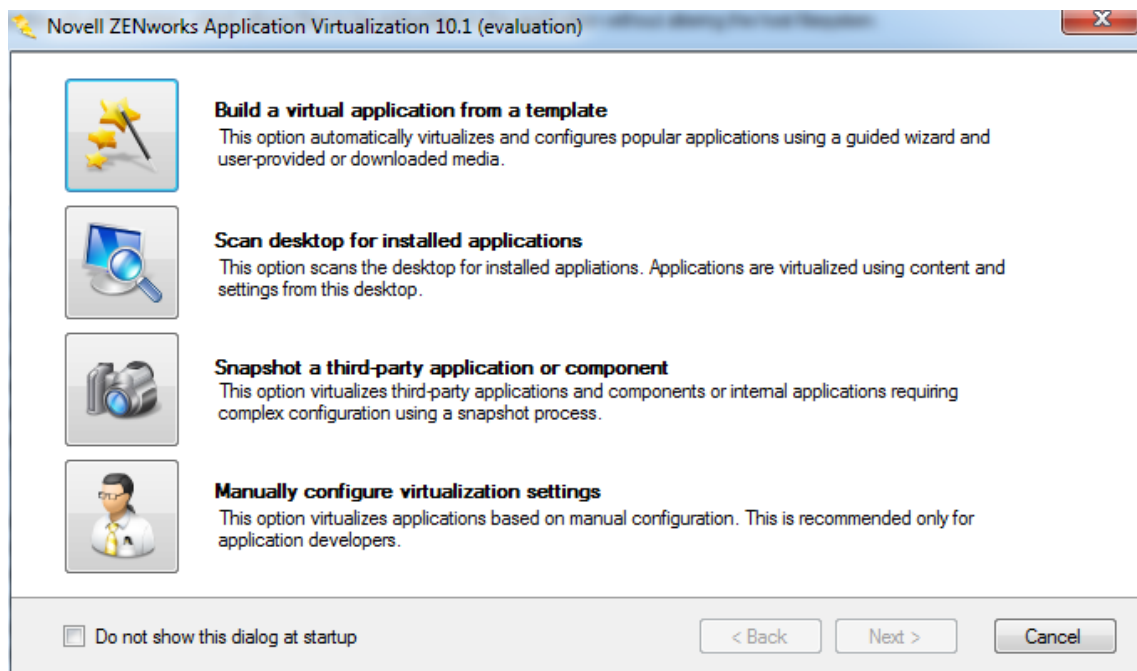 Novell ZENworks Application Virtualization 10.1 (evaluation)
without altering the host filesystem.
Build a virtual application from a template
This option automatically virtualizes and configures popular applications using a guided wizard and
user-provided or downloaded media.
Scan desktop for installed applications
This option scans the desktop for installed appliations. Applications are virtualized using content and
settings from this desktop.
Snapshot a third-party application or component
This option virtualizes third-party applications and components or internal applications requiring
complex configuration using a snapshot process.
Manually configure virtualization settings
This option virtualizes applications based on manual configuration. This is recommended only for
application developers.
Do not show this dialog at startup
< Back
Next >
Cancel